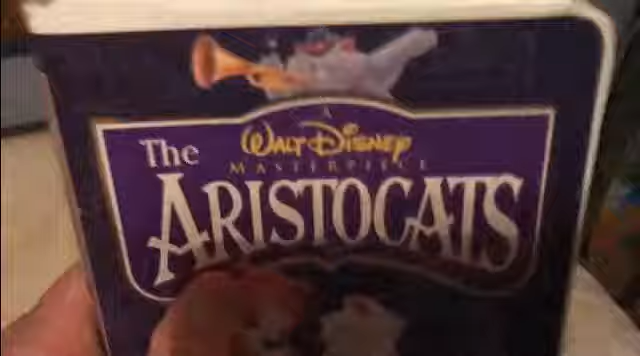 A
WALT DISNEY
MASTERPIECE
The
ARISTOCATS